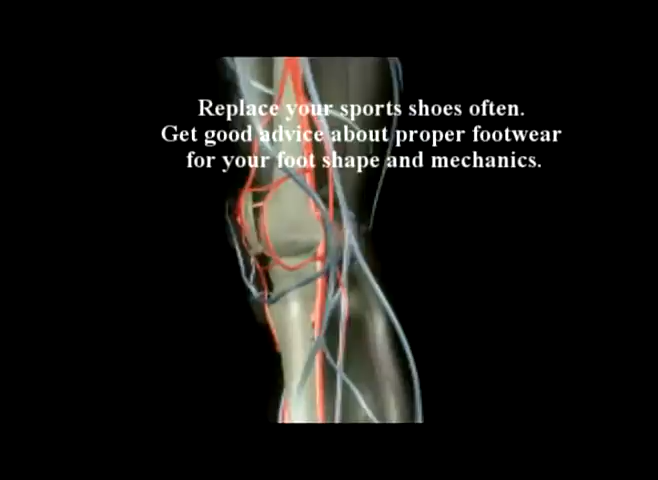 Replace your sports shoes often.
Get good advice about proper footwear
for your foot shape and mechanics.